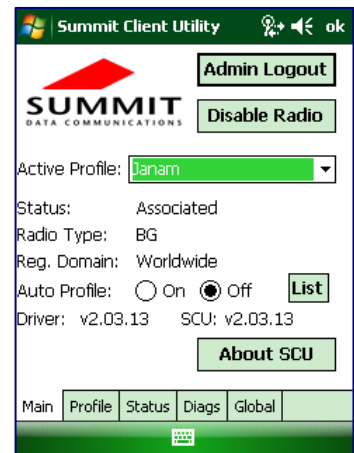 Summit Client Utility ok
Admin Logout
SUMMIT
DATA COMMUNICATIONS
Disable Radio
Active Profile: Janam
Status: Associated
Radio Type: BG
Reg. Domain: Worldwide
Auto Profile: On Off List
Driver: v2.03.13 SCU: v2.03.13
About SCU
Main Profile Status Diags Global